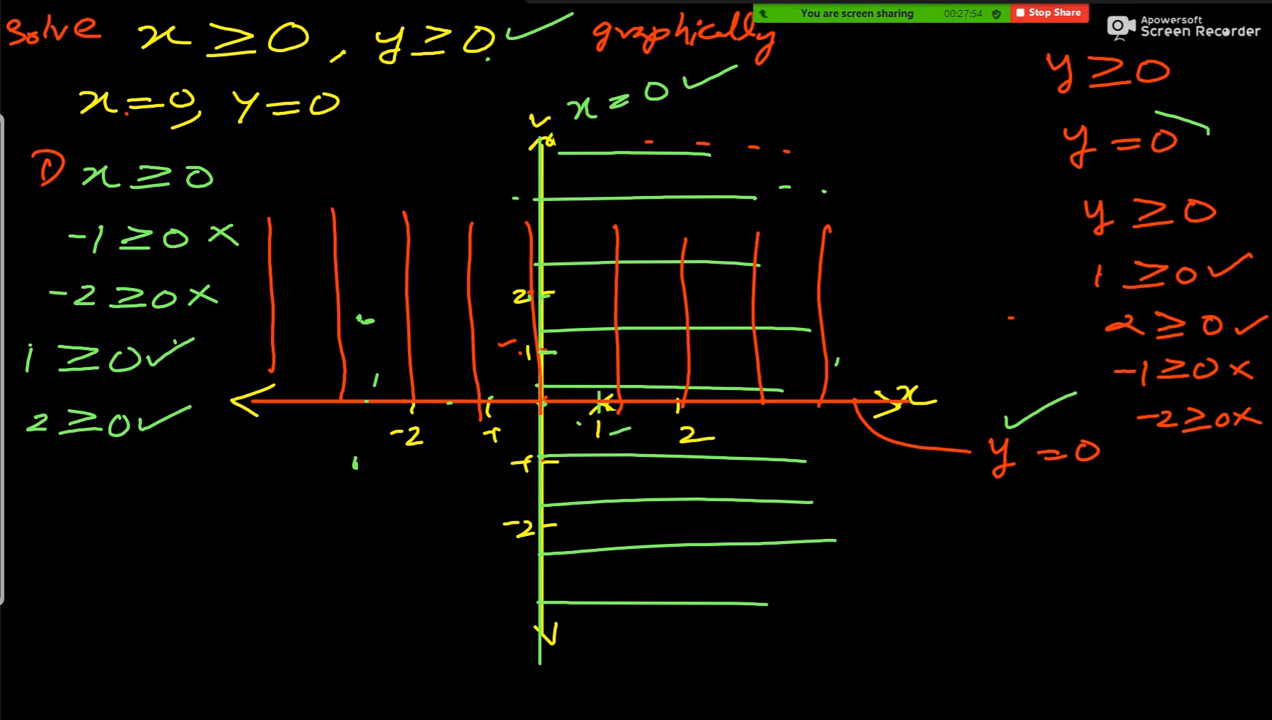 You are screen sharing 00:27:54 Stop Share
Apowersoft
Screen Recorder
Solve x ≥ 0, y ≥ 0 ✓ graphically
x = 0, y = 0
① x ≥ 0
-1 ≥ 0 ×
-2 ≥ 0 ×
1 ≥ 0 ✓
2 ≥ 0 ✓
x = 0 ✓
2
1
-2
-1
1
2
x
-1
-2
y ≥ 0
y = 0
y ≥ 0
1 ≥ 0 ✓
2 ≥ 0 ✓
-1 ≥ 0 ×
-2 ≥ 0 ×
y = 0